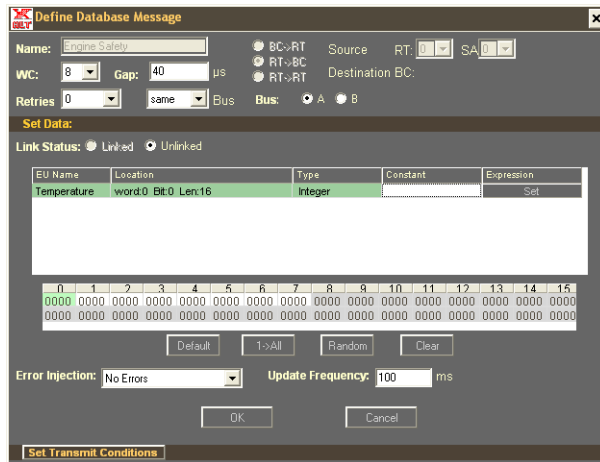 Define Database Message
Name: Engine Safety BC->RT Source RT: 0 SA 0
WC: 8 Gap: 40 µs RT->BC Destination BC:
RT->RT
Retries 0 same Bus Bus: A B
Set Data:
Link Status: Linked Unlinked
EU Name Location Type Constant Expression
Temperature word:0 Bit:0 Len:16 Integer Set
0 1 2 3 4 5 6 7 8 9 10 11 12 13 14 15
0000 0000 0000 0000 0000 0000 0000 0000 0000 0000 0000 0000 0000 0000 0000 0000
0000 0000 0000 0000 0000 0000 0000 0000 0000 0000 0000 0000 0000 0000 0000 0000
Default 1->All Random Clear
Error Injection: No Errors Update Frequency: 100 ms
OK Cancel
Set Transmit Conditions